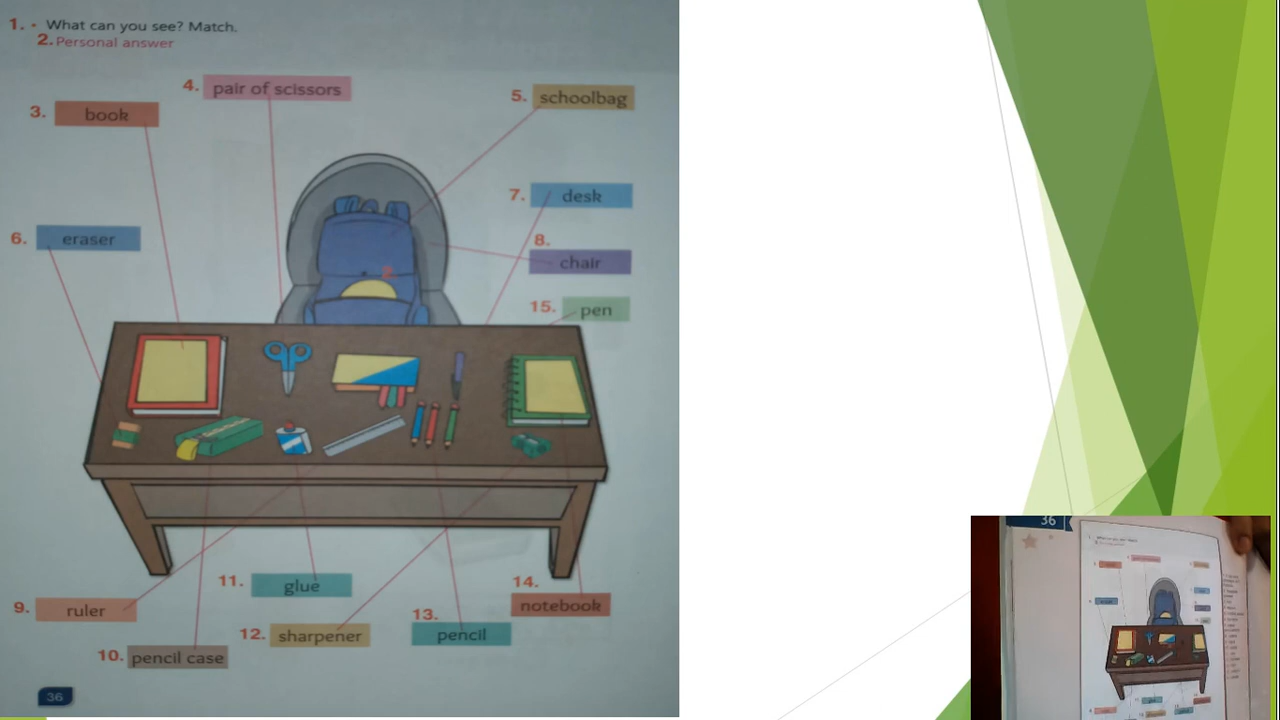 1. • What can you see? Match.
2. Personal answer
4. pair of scissors
5. schoolbag
3. book
7. desk
6. eraser
8. chair
15. pen
11. glue
14. notebook
9. ruler
12. sharpener
13. pencil
10. pencil case
36
36